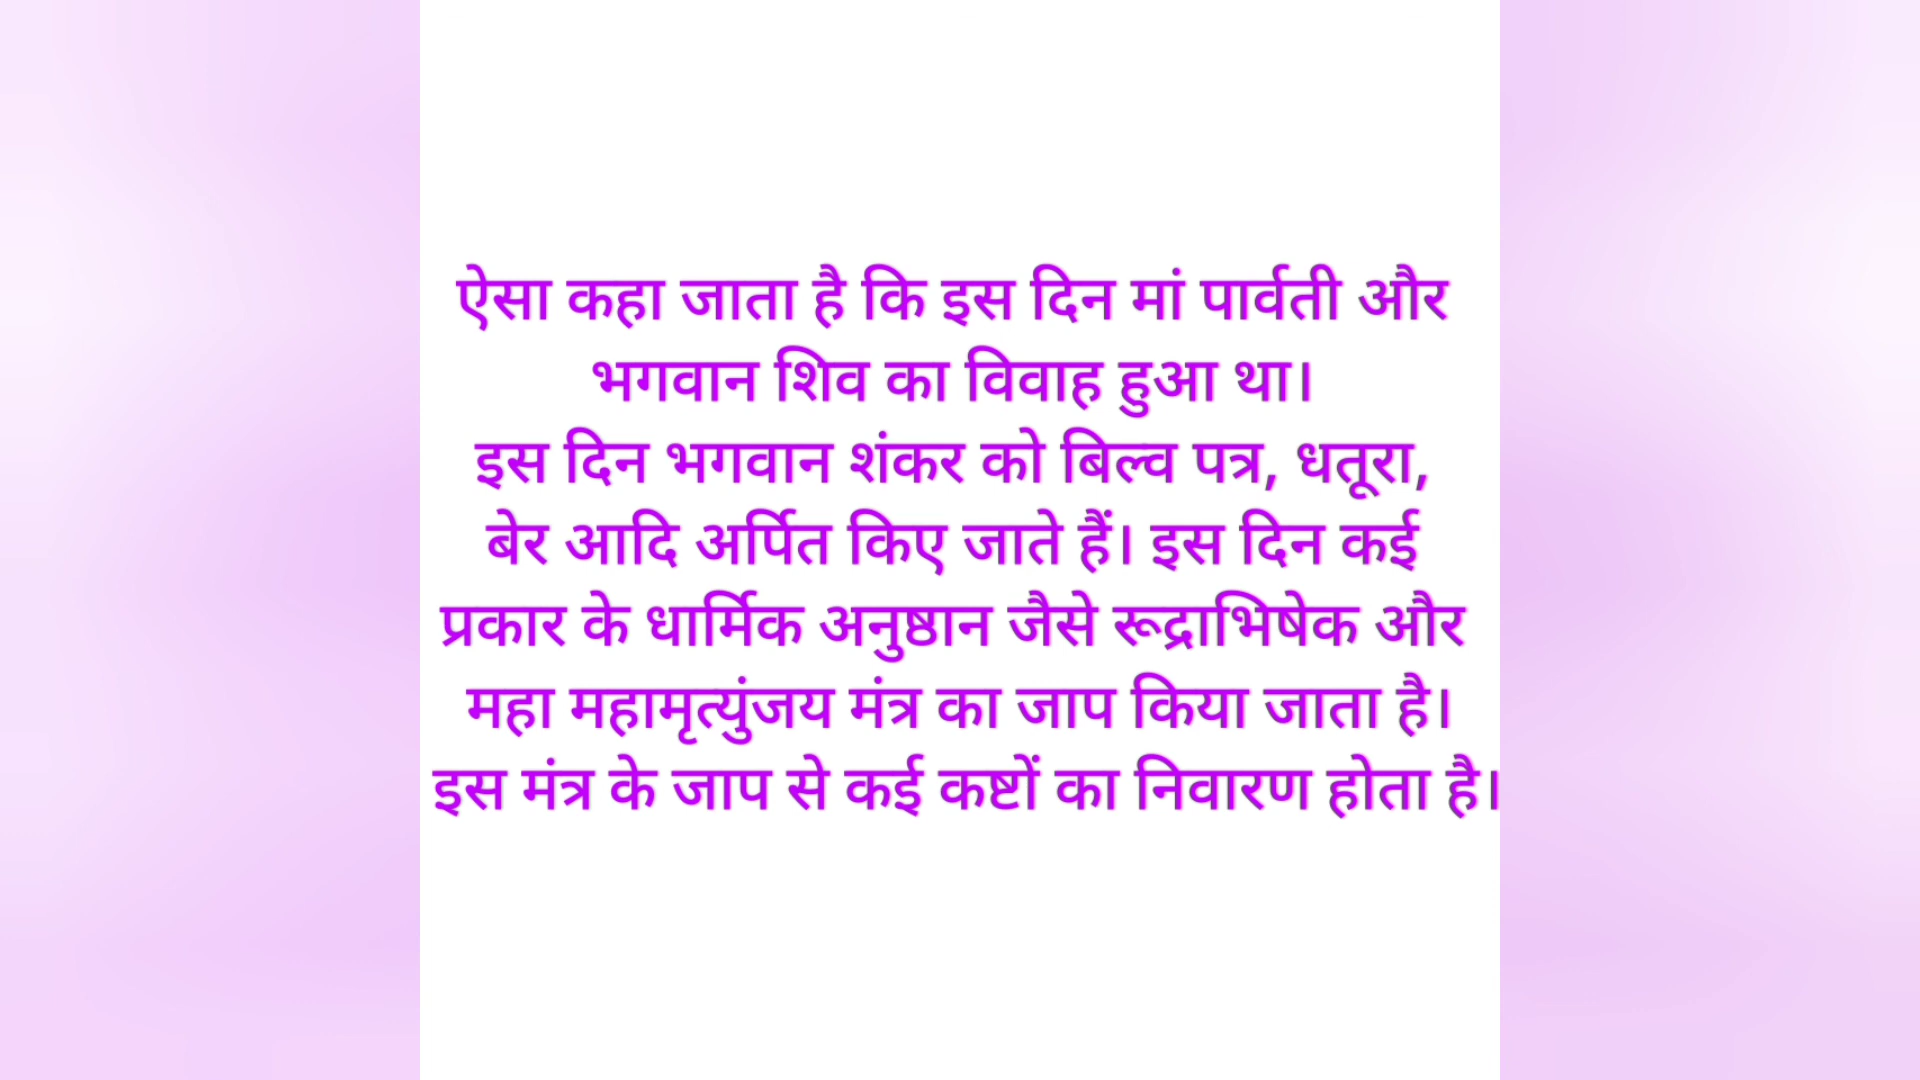 ऐसा कहा जाता है कि इस दिन मां पार्वती और
भगवान शिव का विवाह हुआ था।
इस दिन भगवान शंकर को बिल्व पत्र, धतूरा,
बेर आदि अर्पित किए जाते हैं। इस दिन कई
प्रकार के धार्मिक अनुष्ठान जैसे रूद्राभिषेक और
महा महामृत्युंजय मंत्र का जाप किया जाता है।
इस मंत्र के जाप से कई कष्टों का निवारण होता है।